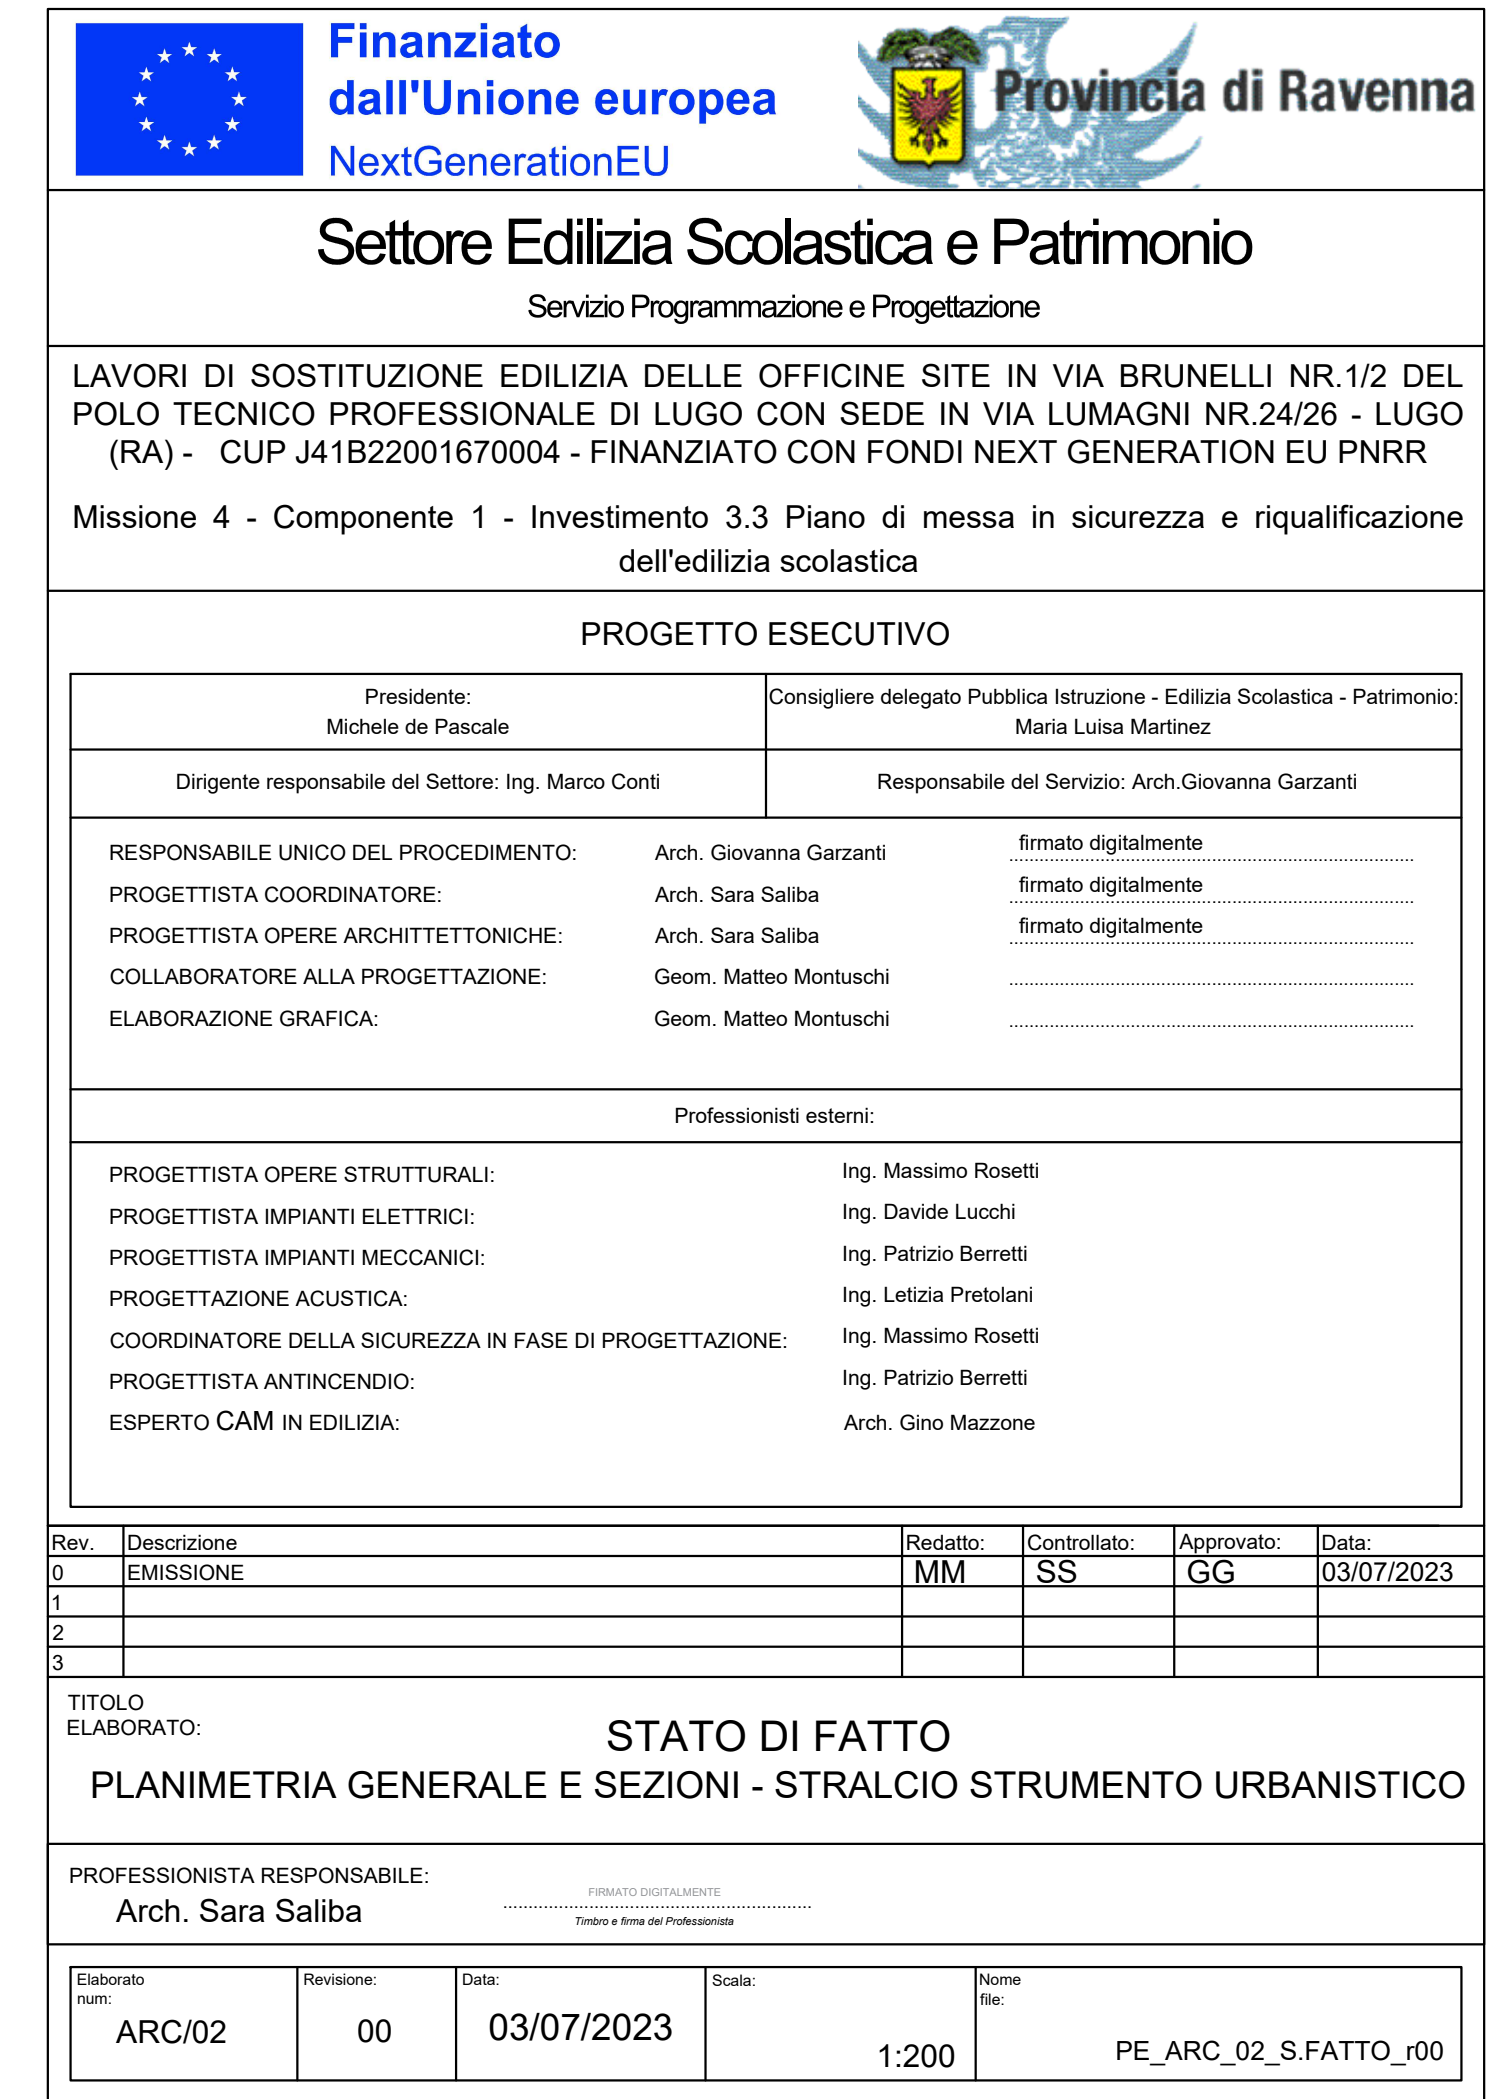 Finanziato
dall'Unione europea
NextGenerationEU
Provincia di Ravenna
Settore Edilizia Scolastica e Patrimonio
Servizio Programmazione e Progettazione
LAVORI DI SOSTITUZIONE EDILIZIA DELLE OFFICINE SITE IN VIA BRUNELLI NR.1/2 DEL
POLO TECNICO PROFESSIONALE DI LUGO CON SEDE IN VIA LUMAGNI NR.24/26 - LUGO
(RA) - CUP J41B22001670004 - FINANZIATO CON FONDI NEXT GENERATION EU PNRR
Missione 4 - Componente 1 - Investimento 3.3 Piano di messa in sicurezza e riqualificazione
dell'edilizia scolastica
PROGETTO ESECUTIVO
Presidente:
Michele de Pascale
Consigliere delegato Pubblica Istruzione - Edilizia Scolastica - Patrimonio:
Maria Luisa Martinez
Dirigente responsabile del Settore: Ing. Marco Conti
Responsabile del Servizio: Arch.Giovanna Garzanti
RESPONSABILE UNICO DEL PROCEDIMENTO: Arch. Giovanna Garzanti firmato digitalmente
PROGETTISTA COORDINATORE: Arch. Sara Saliba firmato digitalmente
PROGETTISTA OPERE ARCHITETTONICHE: Arch. Sara Saliba firmato digitalmente
COLLABORATORE ALLA PROGETTAZIONE: Geom. Matteo Montuschi
ELABORAZIONE GRAFICA: Geom. Matteo Montuschi
Professionisti esterni:
PROGETTISTA OPERE STRUTTURALI: Ing. Massimo Rosetti
PROGETTISTA IMPIANTI ELETTRICI: Ing. Davide Lucchi
PROGETTISTA IMPIANTI MECCANICI: Ing. Patrizio Berretti
PROGETTAZIONE ACUSTICA: Ing. Letizia Pretolani
COORDINATORE DELLA SICUREZZA IN FASE DI PROGETTAZIONE: Ing. Massimo Rosetti
PROGETTISTA ANTINCENDIO: Ing. Patrizio Berretti
ESPERTO CAM IN EDILIZIA: Arch. Gino Mazzone
Rev. Descrizione Redatto: Controllato: Approvato: Data:
0 EMISSIONE MM SS GG 03/07/2023
1
2
3
TITOLO
ELABORATO:
STATO DI FATTO
PLANIMETRIA GENERALE E SEZIONI - STRALCIO STRUMENTO URBANISTICO
PROFESSIONISTA RESPONSABILE:
Arch. Sara Saliba
FIRMATO DIGITALMENTE
Timbro e firma del Professionista
Elaborato
num:
ARC/02
Revisione:
00
Data:
03/07/2023
Scala:
1:200
Nome
file:
PE_ARC_02_S.FATTO_r00